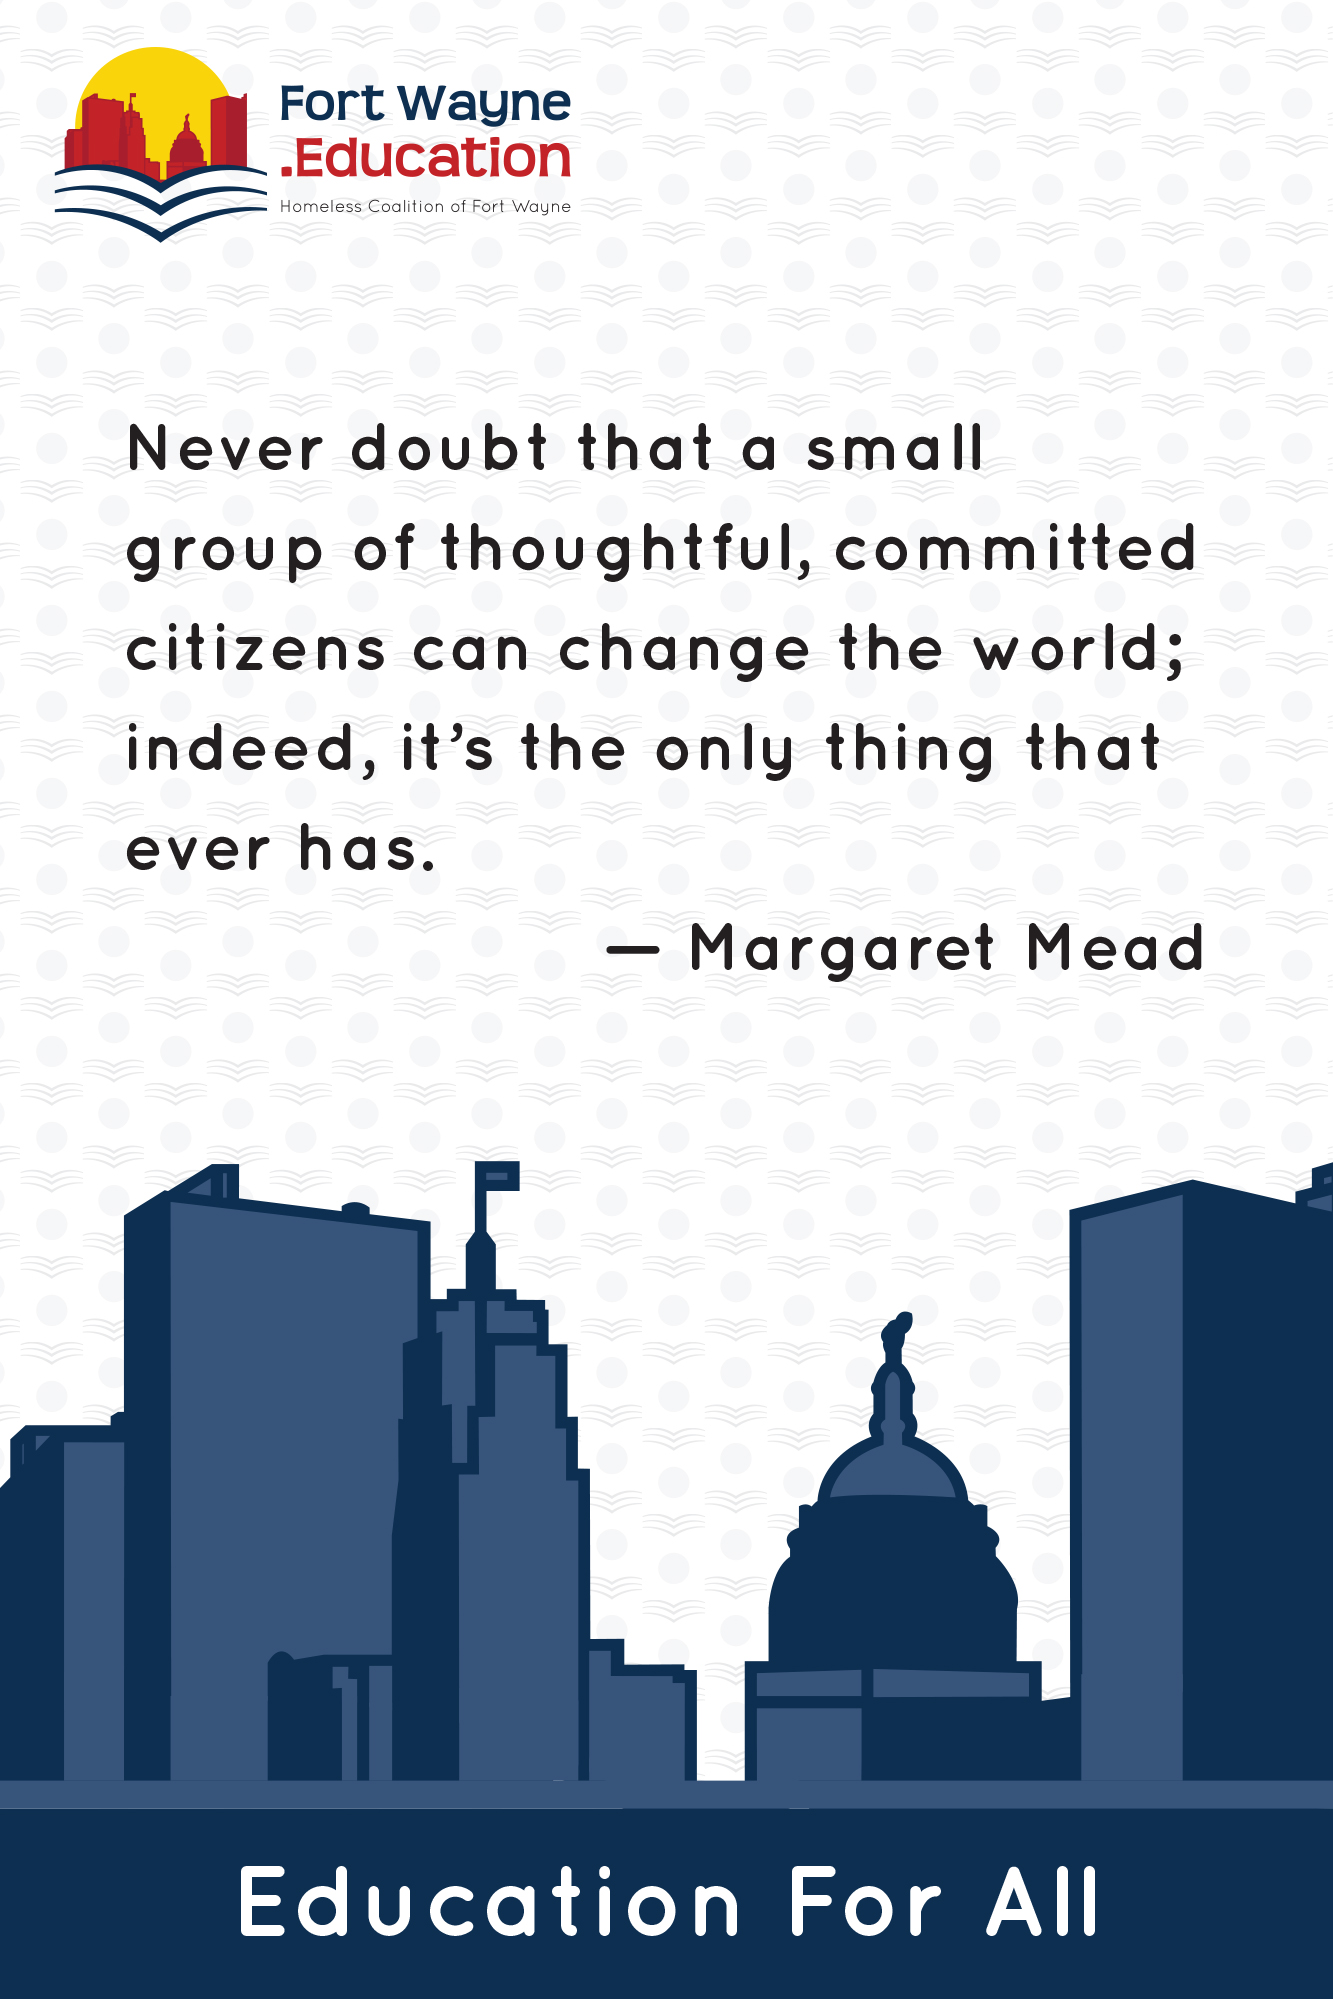 Fort Wayne
.Education
Homeless Coalition of Fort Wayne
Never doubt that a small
group of thoughtful, committed
citizens can change the world;
indeed, it’s the only thing that
ever has.
— Margaret Mead
Education For All